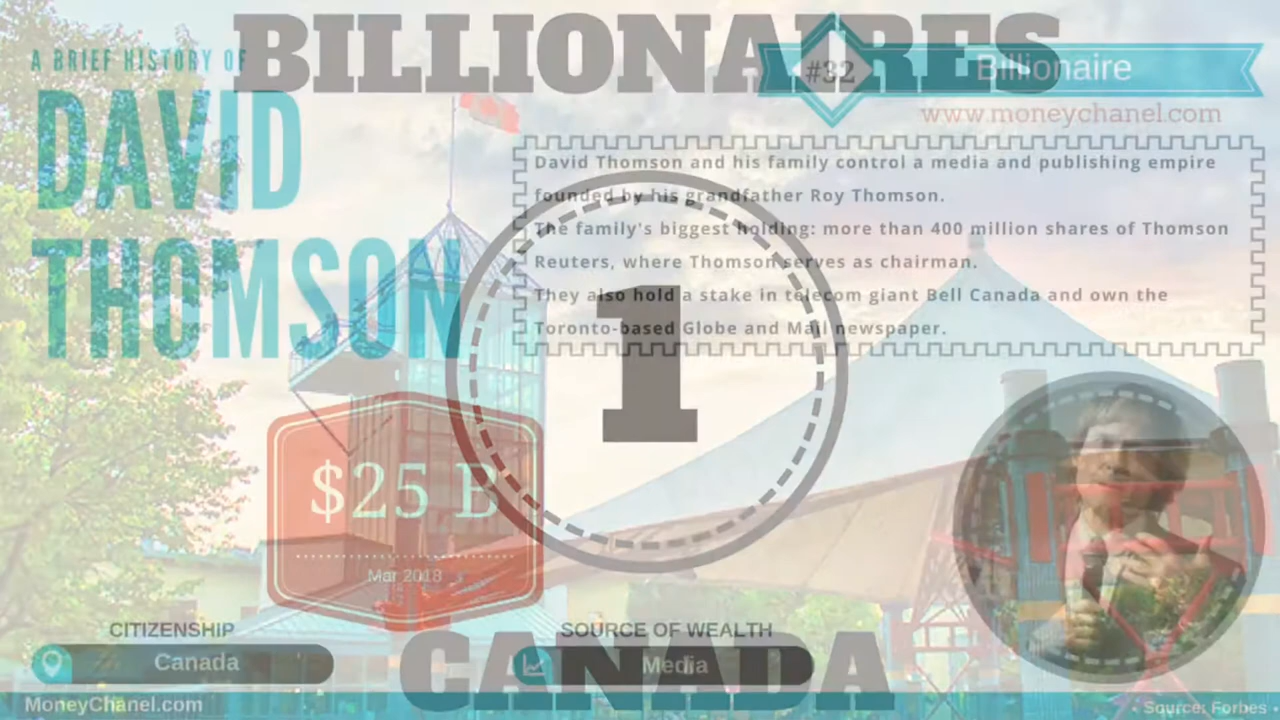 BILLIONAIRES
A BRIEF HISTORY OF
DAVID
THOMSON
#32
Billionaire
www.moneychanel.com
David Thomson and his family control a media and publishing empire
founded by his grandfather Roy Thomson.
The family's biggest holding: more than 400 million shares of Thomson
Reuters, where Thomson serves as chairman.
They also hold a stake in telecom giant Bell Canada and own the
Toronto-based Globe and Mail newspaper.
1
$25 B
Mar 2018
CITIZENSHIP
Canada
SOURCE OF WEALTH
Media
CANADA
MoneyChanel.com
Source: Forbes